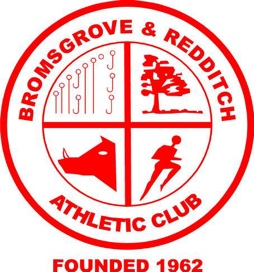 BROMSGROVE & REDDITCH
ATHLETIC CLUB
FOUNDED 1962